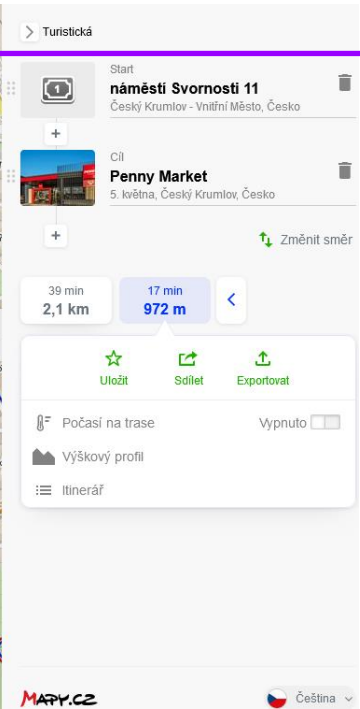 Turistická
Start
náměstí Svornosti 11
Český Krumlov - Vnitřní Město, Česko
Cíl
Penny Market
5. května, Český Krumlov, Česko
Změnit směr
39 min
2,1 km
17 min
972 m
Uložit
Sdílet
Exportovat
Počasí na trase
Vypnuto
Výškový profil
Itinerář
MAPY.CZ
Čeština